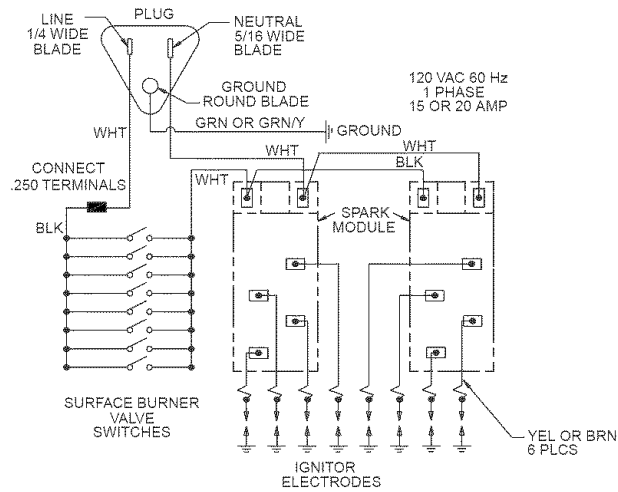 PLUG
LINE
1/4 WIDE
BLADE
NEUTRAL
5/16 WIDE
BLADE
GROUND
ROUND BLADE
120 VAC 60 Hz
1 PHASE
15 OR 20 AMP
GRN OR GRN/Y
GROUND
WHT
WHT
WHT
BLK
CONNECT
.250 TERMINALS
WHT
BLK
SPARK
MODULE
SURFACE BURNER
VALVE
SWITCHES
YEL OR BRN
6 PLCS
IGNITOR
ELECTRODES